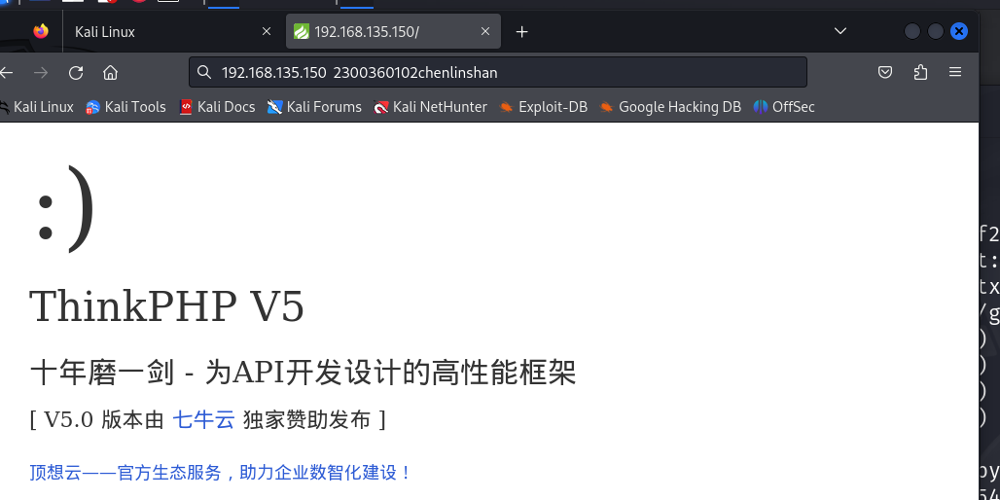 Kali Linux
192.168.135.150/
192.168.135.150 2300360102chenlinshan
Kali Linux Kali Tools Kali Docs Kali Forums Kali NetHunter Exploit-DB Google Hacking DB OffSec
:)
ThinkPHP V5
十年磨一剑 - 为API开发设计的高性能框架
[ V5.0 版本由 七牛云 独家赞助发布 ]
顶想云——官方生态服务，助力企业数智化建设！
f2
t:
tx
/g
)
)
)
)
by
54